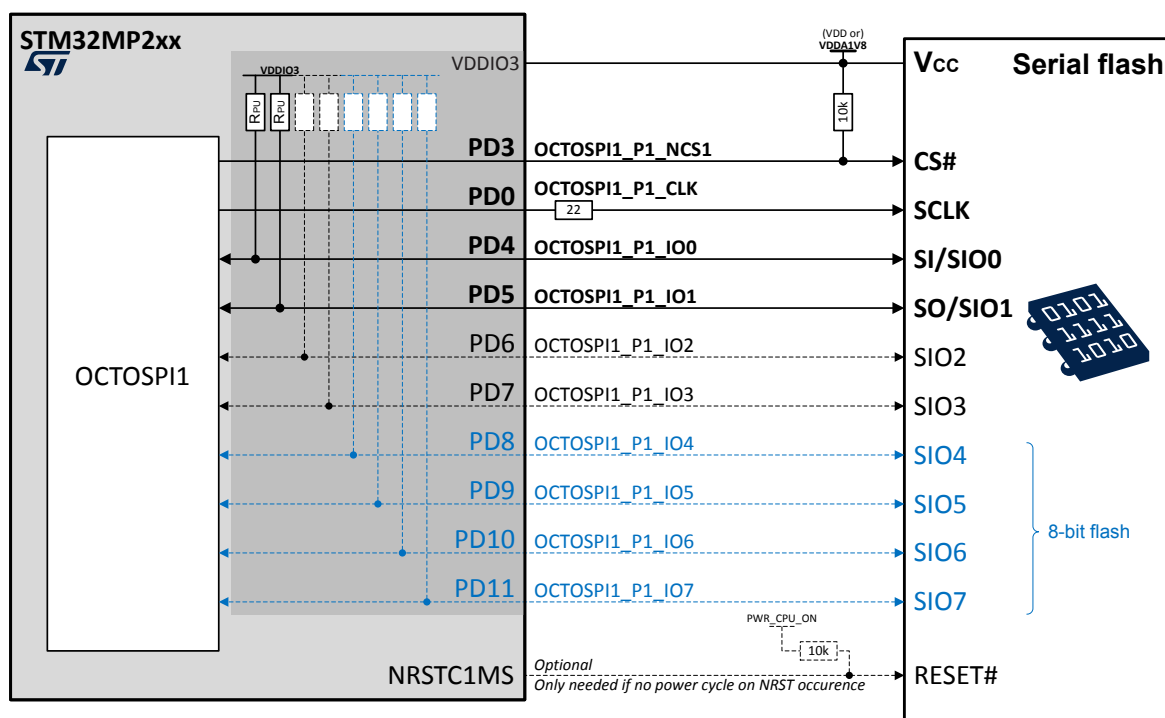 STM32MP2xx
VDDIO3
(VDD or)
VDDA1V8
Vcc
Serial flash
VDDIO3
RPU
RPU
10k
PD3
OCTOSPI1_P1_NCS1
CS#
PD0
OCTOSPI1_P1_CLK
22
SCLK
PD4
OCTOSPI1_P1_IO0
SI/SIO0
PD5
OCTOSPI1_P1_IO1
SO/SIO1
0101
1111
1010
PD6
OCTOSPI1_P1_IO2
SIO2
OCTOSPI1
PD7
OCTOSPI1_P1_IO3
SIO3
PD8
OCTOSPI1_P1_IO4
SIO4
PD9
OCTOSPI1_P1_IO5
SIO5
8-bit flash
PD10
OCTOSPI1_P1_IO6
SIO6
PD11
OCTOSPI1_P1_IO7
SIO7
PWR_CPU_ON
10k
NRSTC1MS
Optional
Only needed if no power cycle on NRST occurence
RESET#